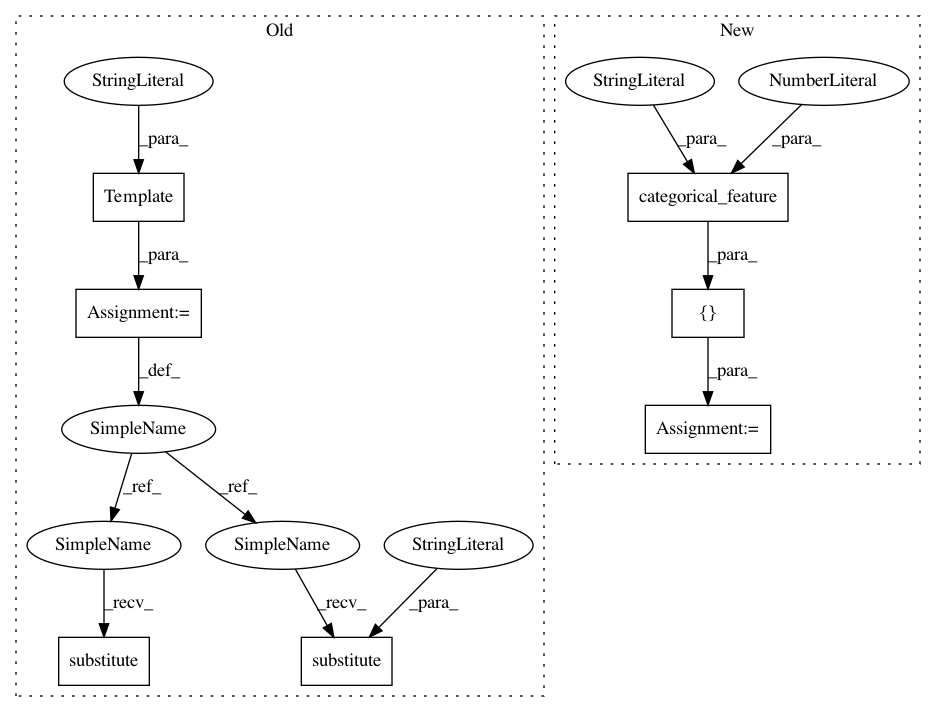 Old
New
StringLiteral
StringLiteral
NumberLiteral
_para_
_para_
_para_
Template
categorical_feature
_para_
_para_
Assignment:=
{}
_def_
_para_
SimpleName
Assignment:=
_ref_
_ref_
SimpleName
SimpleName
StringLiteral
_recv_
_recv_
_para_
substitute
substitute